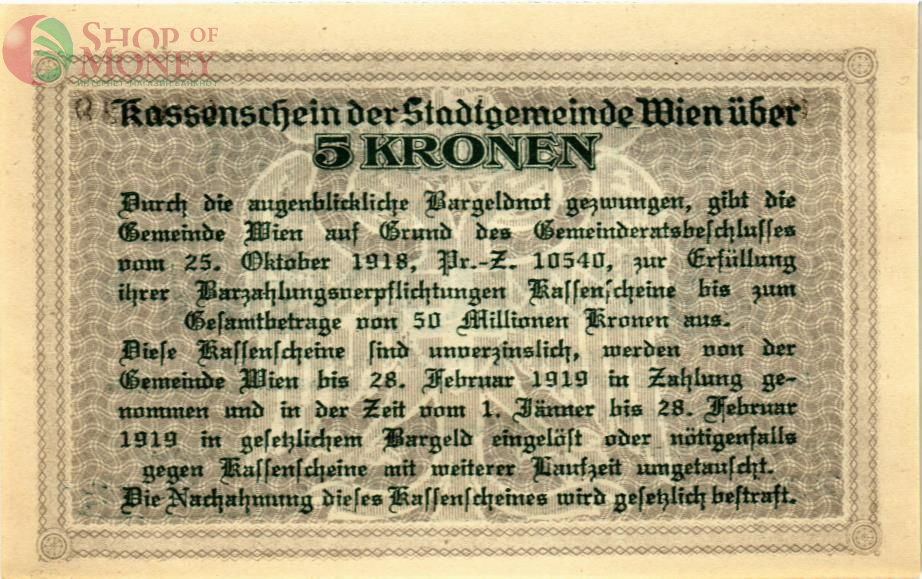 SHOP OF
MONEY
ИНТЕРНЕТ-МАГАЗИН БАНКНОТ
Kassenschein der Stadtgemeinde Wien über
5 KRONEN
Durch die augenblickliche Bargeldnot gezwungen, gibt die
Gemeinde Wien auf Grund des Gemeinderatsbeschlusses
vom 25. Oktober 1918, Pr.-Z. 10540, zur Erfüllung
ihrer Barzahlungsverpflichtungen Kassenscheine bis zum
Gesamtbetrage von 50 Millionen Kronen aus.
Diese Kassenscheine sind unverzinslich, werden von der
Gemeinde Wien bis 28. Februar 1919 in Zahlung ge-
nommen und in der Zeit vom 1. Jänner bis 28. Februar
1919 in gesetzlichem Bargeld eingelöst oder nötigenfalls
gegen Kassenscheine mit weiterer Laufzeit umgetauscht.
Die Nachahmung dieses Kassenscheines wird gesetzlich bestraft.